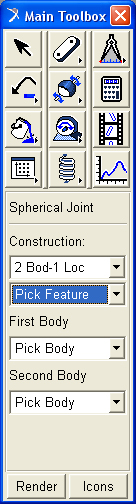 Main Toolbox
Spherical Joint
Construction:
2 Bod-1 Loc
Pick Feature
First Body
Pick Body
Second Body
Pick Body
Render Icons